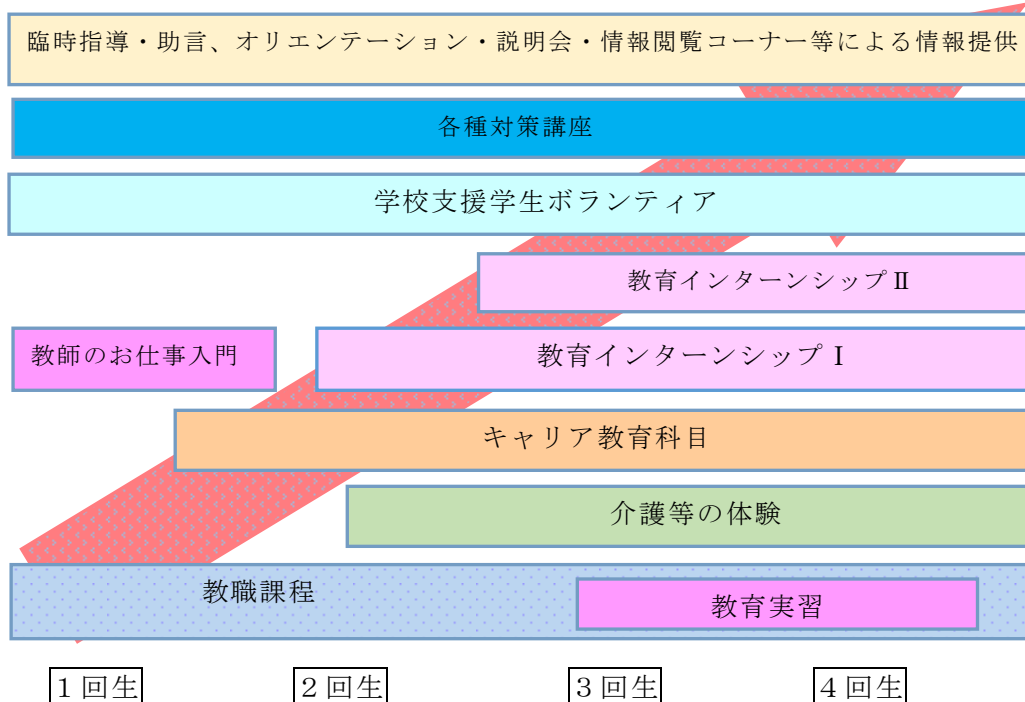 臨時指導・助言、オリエンテーション・説明会・情報閲覧コーナー等による情報提供
各種対策講座
学校支援学生ボランティア
教育インターンシップⅡ
教師のお仕事入門
教育インターンシップⅠ
キャリア教育科目
介護等の体験
教職課程
教育実習
1回生
2回生
3回生
4回生